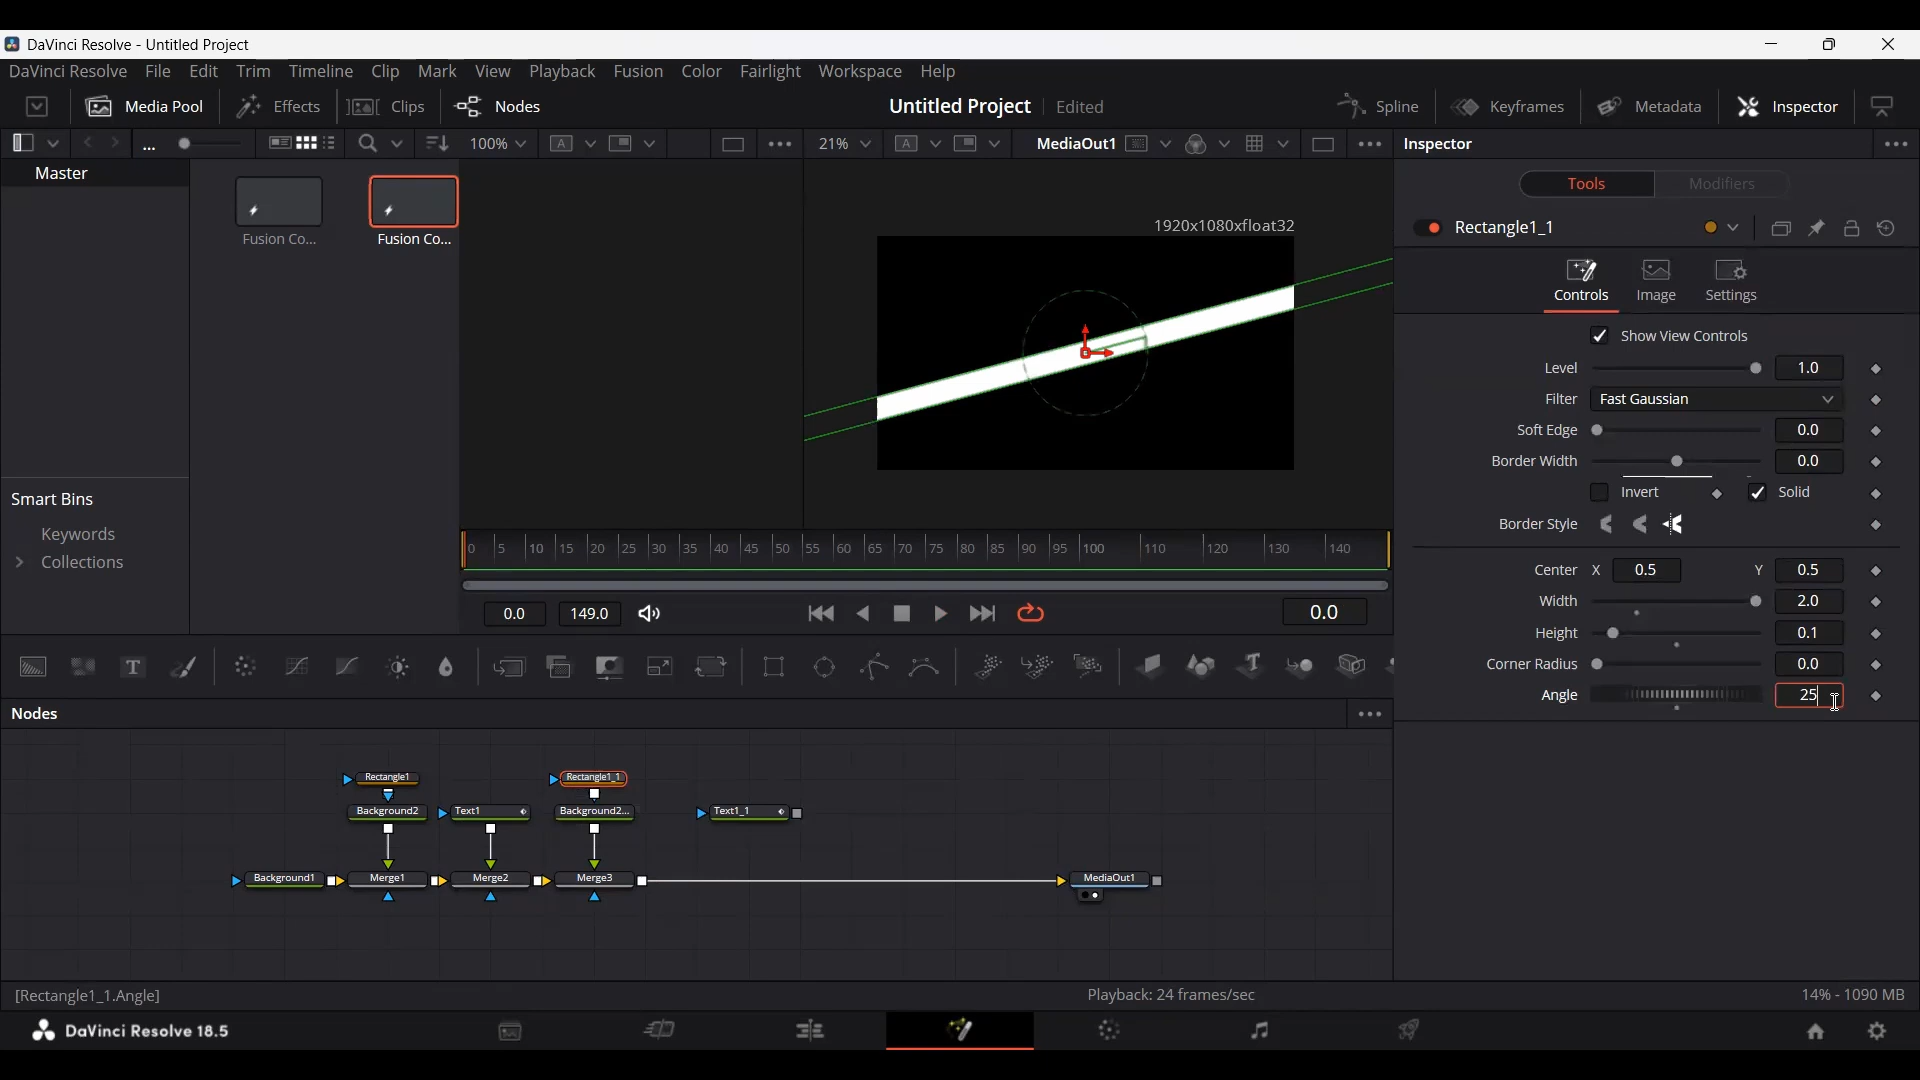 DaVinci Resolve - Untitled Project
DaVinci Resolve File Edit Trim Timeline Clip Mark View Playback Fusion Color Fairlight Workspace Help
Media Pool Effects Clips Nodes Untitled Project Edited Spline Keyframes Metadata Inspector
... 100% A 21% A MediaOut1 Inspector
Master
Fusion Co... Fusion Co...
1920x1080xfloat32
Tools Modifiers
Rectangle1_1
Controls Image Settings
Show View Controls
Level 1.0
Filter Fast Gaussian
Soft Edge 0.0
Border Width 0.0
Invert Solid
Border Style
Center X 0.5 Y 0.5
Width 2.0
Height 0.1
Corner Radius 0.0
Angle 25
Smart Bins
Keywords
Collections
0 5 10 15 20 25 30 35 40 45 50 55 60 65 70 75 80 85 90 95 100 110 120 130 140
0.0 149.0 0.0
T T
Nodes
Rectangle1 Rectangle1_1
Background2 Text1 Background2... Text1_1
Background1 Merge1 Merge2 Merge3 MediaOut1
[Rectangle1_1.Angle] Playback: 24 frames/sec 14% - 1090 MB
DaVinci Resolve 18.5